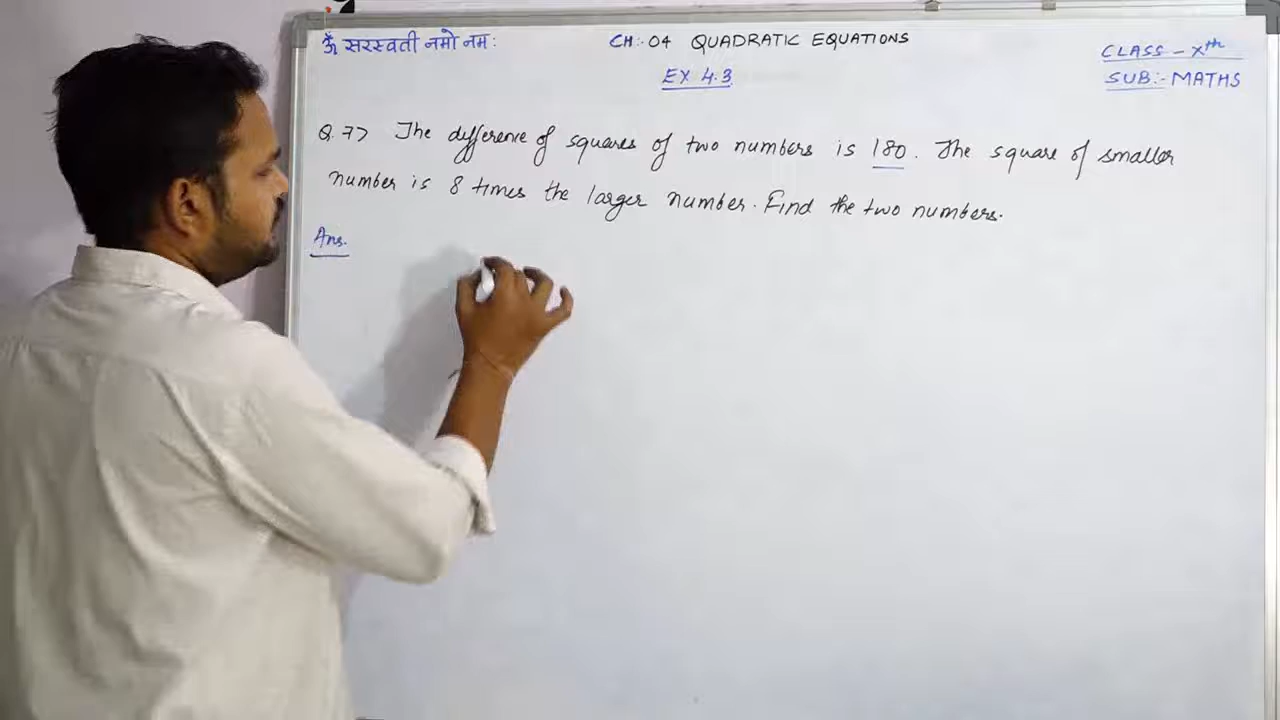 ॐ सरस्वती नमो नमः
CH:- 04 QUADRATIC EQUATIONS
EX 4.3
CLASS - Xth
SUB:- MATHS
Q.7> The difference of squares of two numbers is 180. The square of smaller
number is 8 times the larger number. Find the two numbers.
Ans.